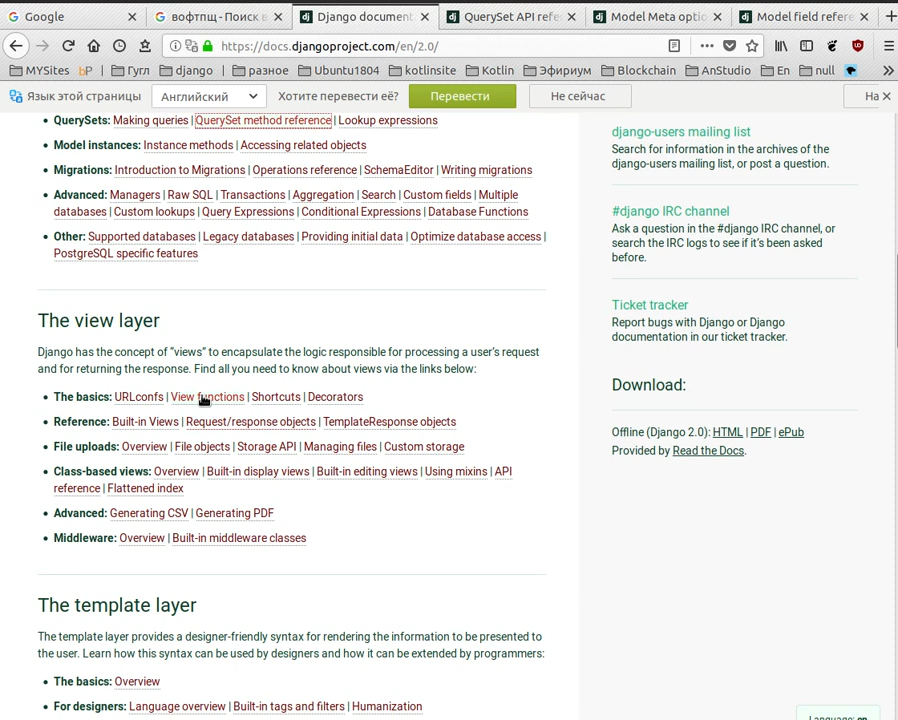 Google
вофтпщ - Поиск в
Django document
QuerySet API refe
Model Meta optio
Model field refere
https://docs.djangoproject.com/en/2.0/
MYSites
bP
Гугл
django
разное
Ubuntu1804
kotlinsite
Kotlin
Эфириум
Blockchain
AnStudio
En
null
Язык этой страницы
Английский
Хотите перевести её?
Перевести
Не сейчас
На
QuerySets: Making queries | QuerySet method reference | Lookup expressions
Model instances: Instance methods | Accessing related objects
Migrations: Introduction to Migrations | Operations reference | SchemaEditor | Writing migrations
Advanced: Managers | Raw SQL | Transactions | Aggregation | Search | Custom fields | Multiple
databases | Custom lookups | Query Expressions | Conditional Expressions | Database Functions
Other: Supported databases | Legacy databases | Providing initial data | Optimize database access |
PostgreSQL specific features
The view layer
Django has the concept of “views” to encapsulate the logic responsible for processing a user’s request
and for returning the response. Find all you need to know about views via the links below:
The basics: URLconfs | View functions | Shortcuts | Decorators
Reference: Built-in Views | Request/response objects | TemplateResponse objects
File uploads: Overview | File objects | Storage API | Managing files | Custom storage
Class-based views: Overview | Built-in display views | Built-in editing views | Using mixins | API
reference | Flattened index
Advanced: Generating CSV | Generating PDF
Middleware: Overview | Built-in middleware classes
The template layer
The template layer provides a designer-friendly syntax for rendering the information to be presented to
the user. Learn how this syntax can be used by designers and how it can be extended by programmers:
The basics: Overview
For designers: Language overview | Built-in tags and filters | Humanization
django-users mailing list
Search for information in the archives of the
django-users mailing list, or post a question.
#django IRC channel
Ask a question in the #django IRC channel, or
search the IRC logs to see if it’s been asked
before.
Ticket tracker
Report bugs with Django or Django
documentation in our ticket tracker.
Download:
Offline (Django 2.0): HTML | PDF | ePub
Provided by Read the Docs.
Language: en